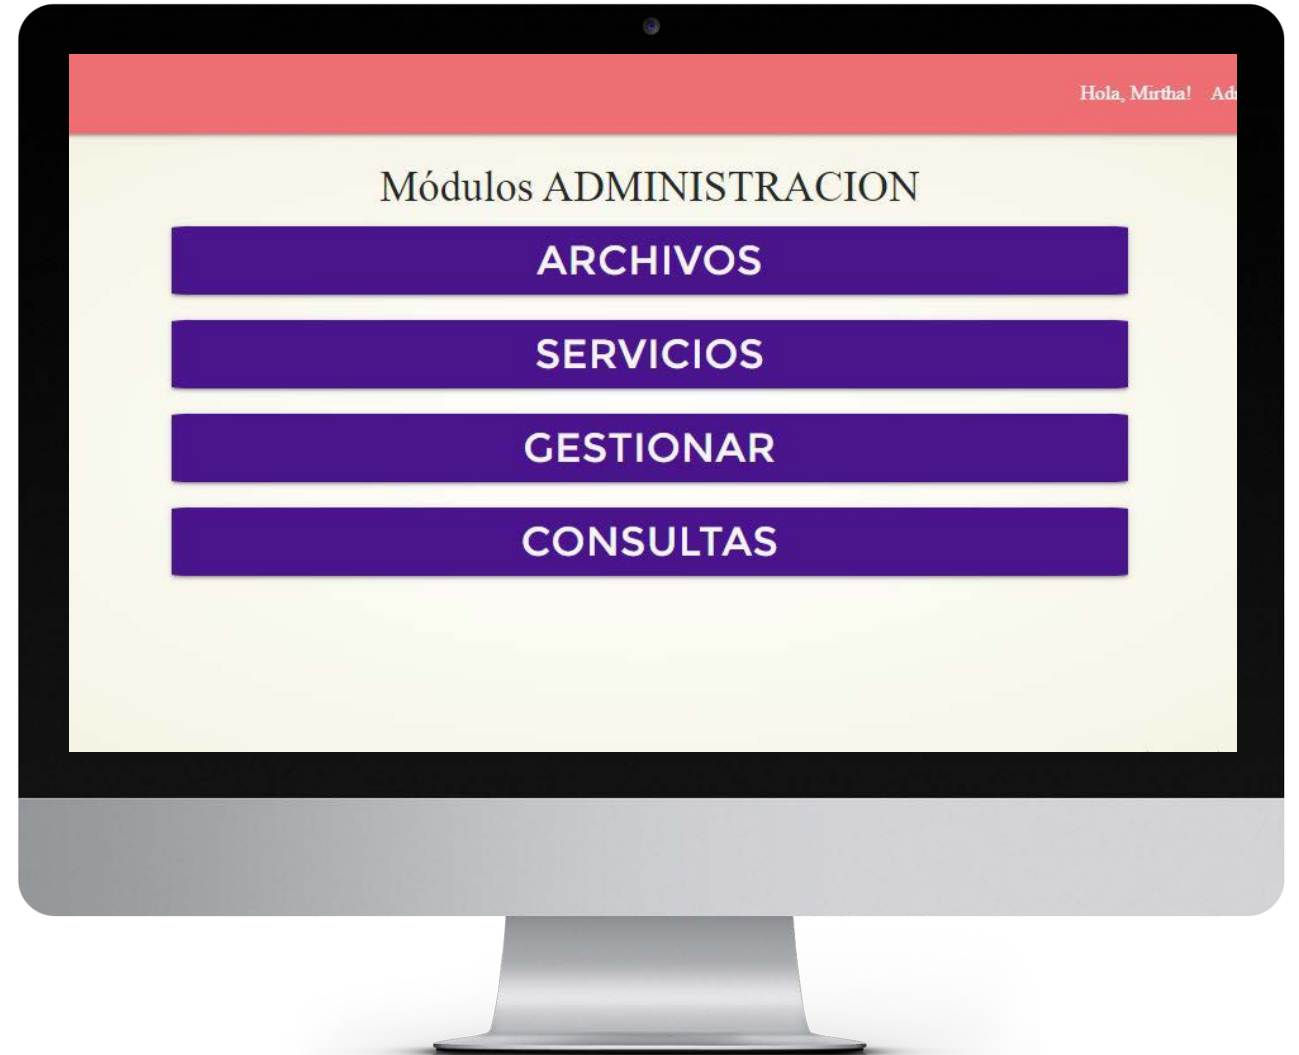 Hola, Mirtha!
Módulos ADMINISTRACION
ARCHIVOS
SERVICIOS
GESTIONAR
CONSULTAS